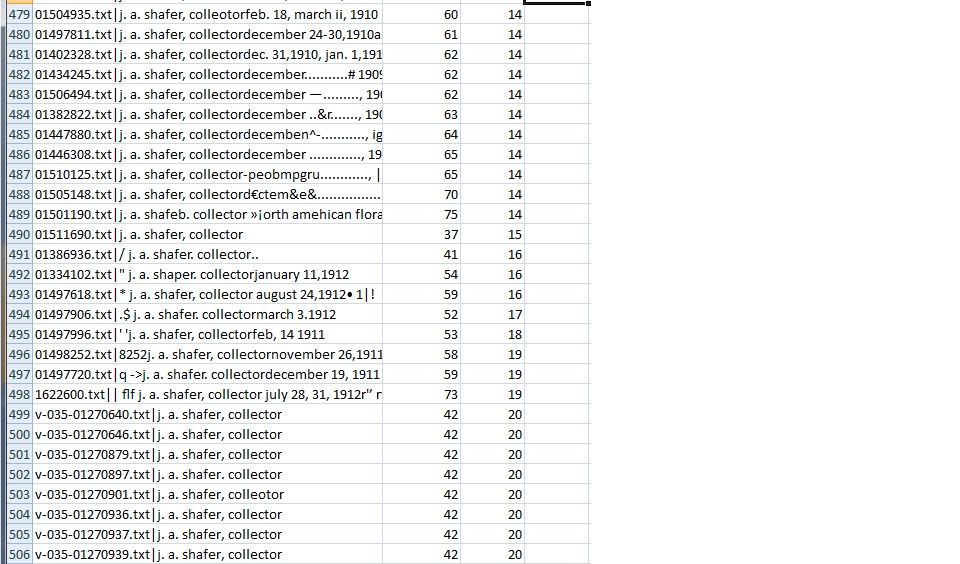 479 01504935.txt|j. a. shafer, colleotorfeb. 18, march ii, 1910 60 14
480 01497811.txt|j. a. shafer, collectordecember 24-30,1910a 61 14
481 01402328.txt|j. a. shafer, collectordec. 31,1910, jan. 1,191 62 14
482 01434245.txt|j. a. shafer, collectordecember..........# 1909 62 14
483 01506494.txt|j. a. shafer, collectordecember —........., 190 62 14
484 01382822.txt|j. a. shafer, collectordecember ..&r......., 190 63 14
485 01447880.txt|j. a. shafer, collectordecemben^-..........., ig 64 14
486 01446308.txt|j. a. shafer, collectordecember ............., 19 65 14
487 01510125.txt|j. a. shafer, collector-peobmpgru............, | 65 14
488 01505148.txt|j. a. shafer, collectord€ctem&e&................ 70 14
489 01501190.txt|j. a. shafeb. collector »¡orth amehican flora 75 14
490 01511690.txt|j. a. shafer, collector 37 15
491 01386936.txt|/ j. a. shafer. collector.. 41 16
492 01334102.txt|" j. a. shaper. collectorjanuary 11,1912 54 16
493 01497618.txt|* j. a. shafer, collector august 24,1912• 1|! 59 16
494 01497906.txt|.$ j. a. shafer. collectormarch 3.1912 52 17
495 01497996.txt|' 'j. a. shafer, collectorfeb, 14 1911 53 18
496 01498252.txt|8252j. a. shafer, collectornovember 26,1911 58 19
497 01497720.txt|q ->j. a. shafer. collectordecember 19, 1911 59 19
498 1622600.txt|| flf j. a. shafer, collector july 28, 31, 1912r” r 73 19
499 v-035-01270640.txt|j. a. shafer, collector 42 20
500 v-035-01270646.txt|j. a. shafer, collector 42 20
501 v-035-01270879.txt|j. a. shafer, collector 42 20
502 v-035-01270897.txt|j. a. shafer. collector 42 20
503 v-035-01270901.txt|j. a. shafer, colleotor 42 20
504 v-035-01270936.txt|j. a. shafer, collector 42 20
505 v-035-01270937.txt|j. a. shafer, collector 42 20
506 v-035-01270939.txt|j. a. shafer, collector 42 20